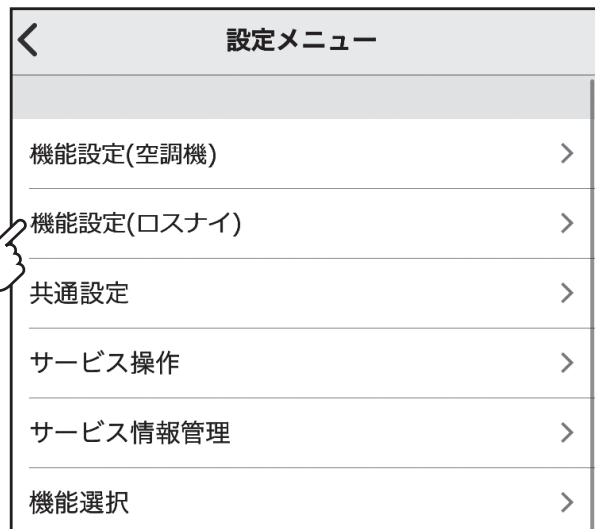 設定メニュー
機能設定(空調機)
機能設定(ロスナイ)
共通設定
サービス操作
サービス情報管理
機能選択